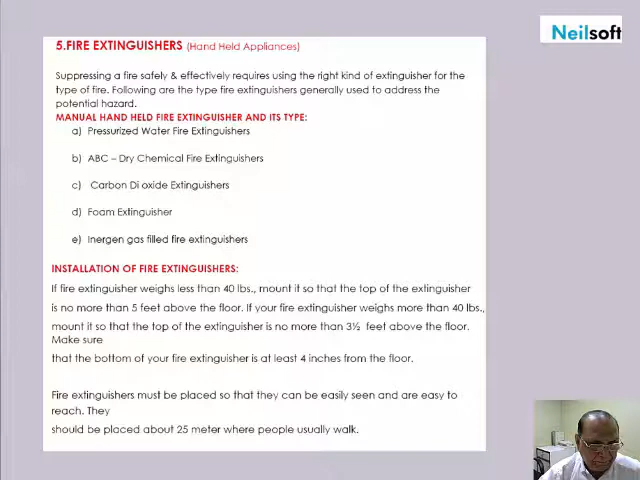 Neilsoft
5.FIRE EXTINGUISHERS (Hand Held Appliances)
Suppressing a fire safely & effectively requires using the right kind of extinguisher for the
type of fire. Following are the type fire extinguishers generally used to address the
potential hazard.
MANUAL HAND HELD FIRE EXTINGUISHER AND ITS TYPE:
a) Pressurized Water Fire Extinguishers
b) ABC – Dry Chemical Fire Extinguishers
c) Carbon Di oxide Extinguishers
d) Foam Extinguisher
e) Inergen gas filled fire extinguishers
INSTALLATION OF FIRE EXTINGUISHERS:
If fire extinguisher weighs less than 40 lbs., mount it so that the top of the extinguisher
is no more than 5 feet above the floor. If your fire extinguisher weighs more than 40 lbs.,
mount it so that the top of the extinguisher is no more than 3½ feet above the floor.
Make sure
that the bottom of your fire extinguisher is at least 4 inches from the floor.
Fire extinguishers must be placed so that they can be easily seen and are easy to
reach. They
should be placed about 25 meter where people usually walk.